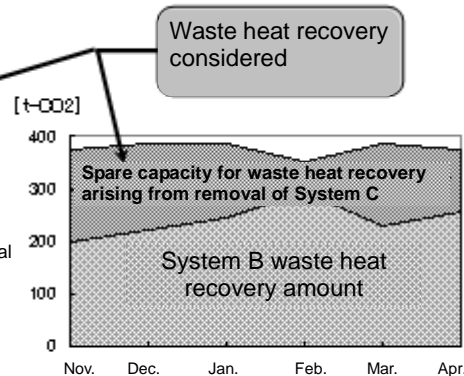 Waste heat recovery
considered
[t-CO2]
400
Spare capacity for waste heat recovery
300
arising from removal of System C
al
200
System B waste heat
recovery amount
100
0
Nov. Dec. Jan. Feb. Mar. Apr.